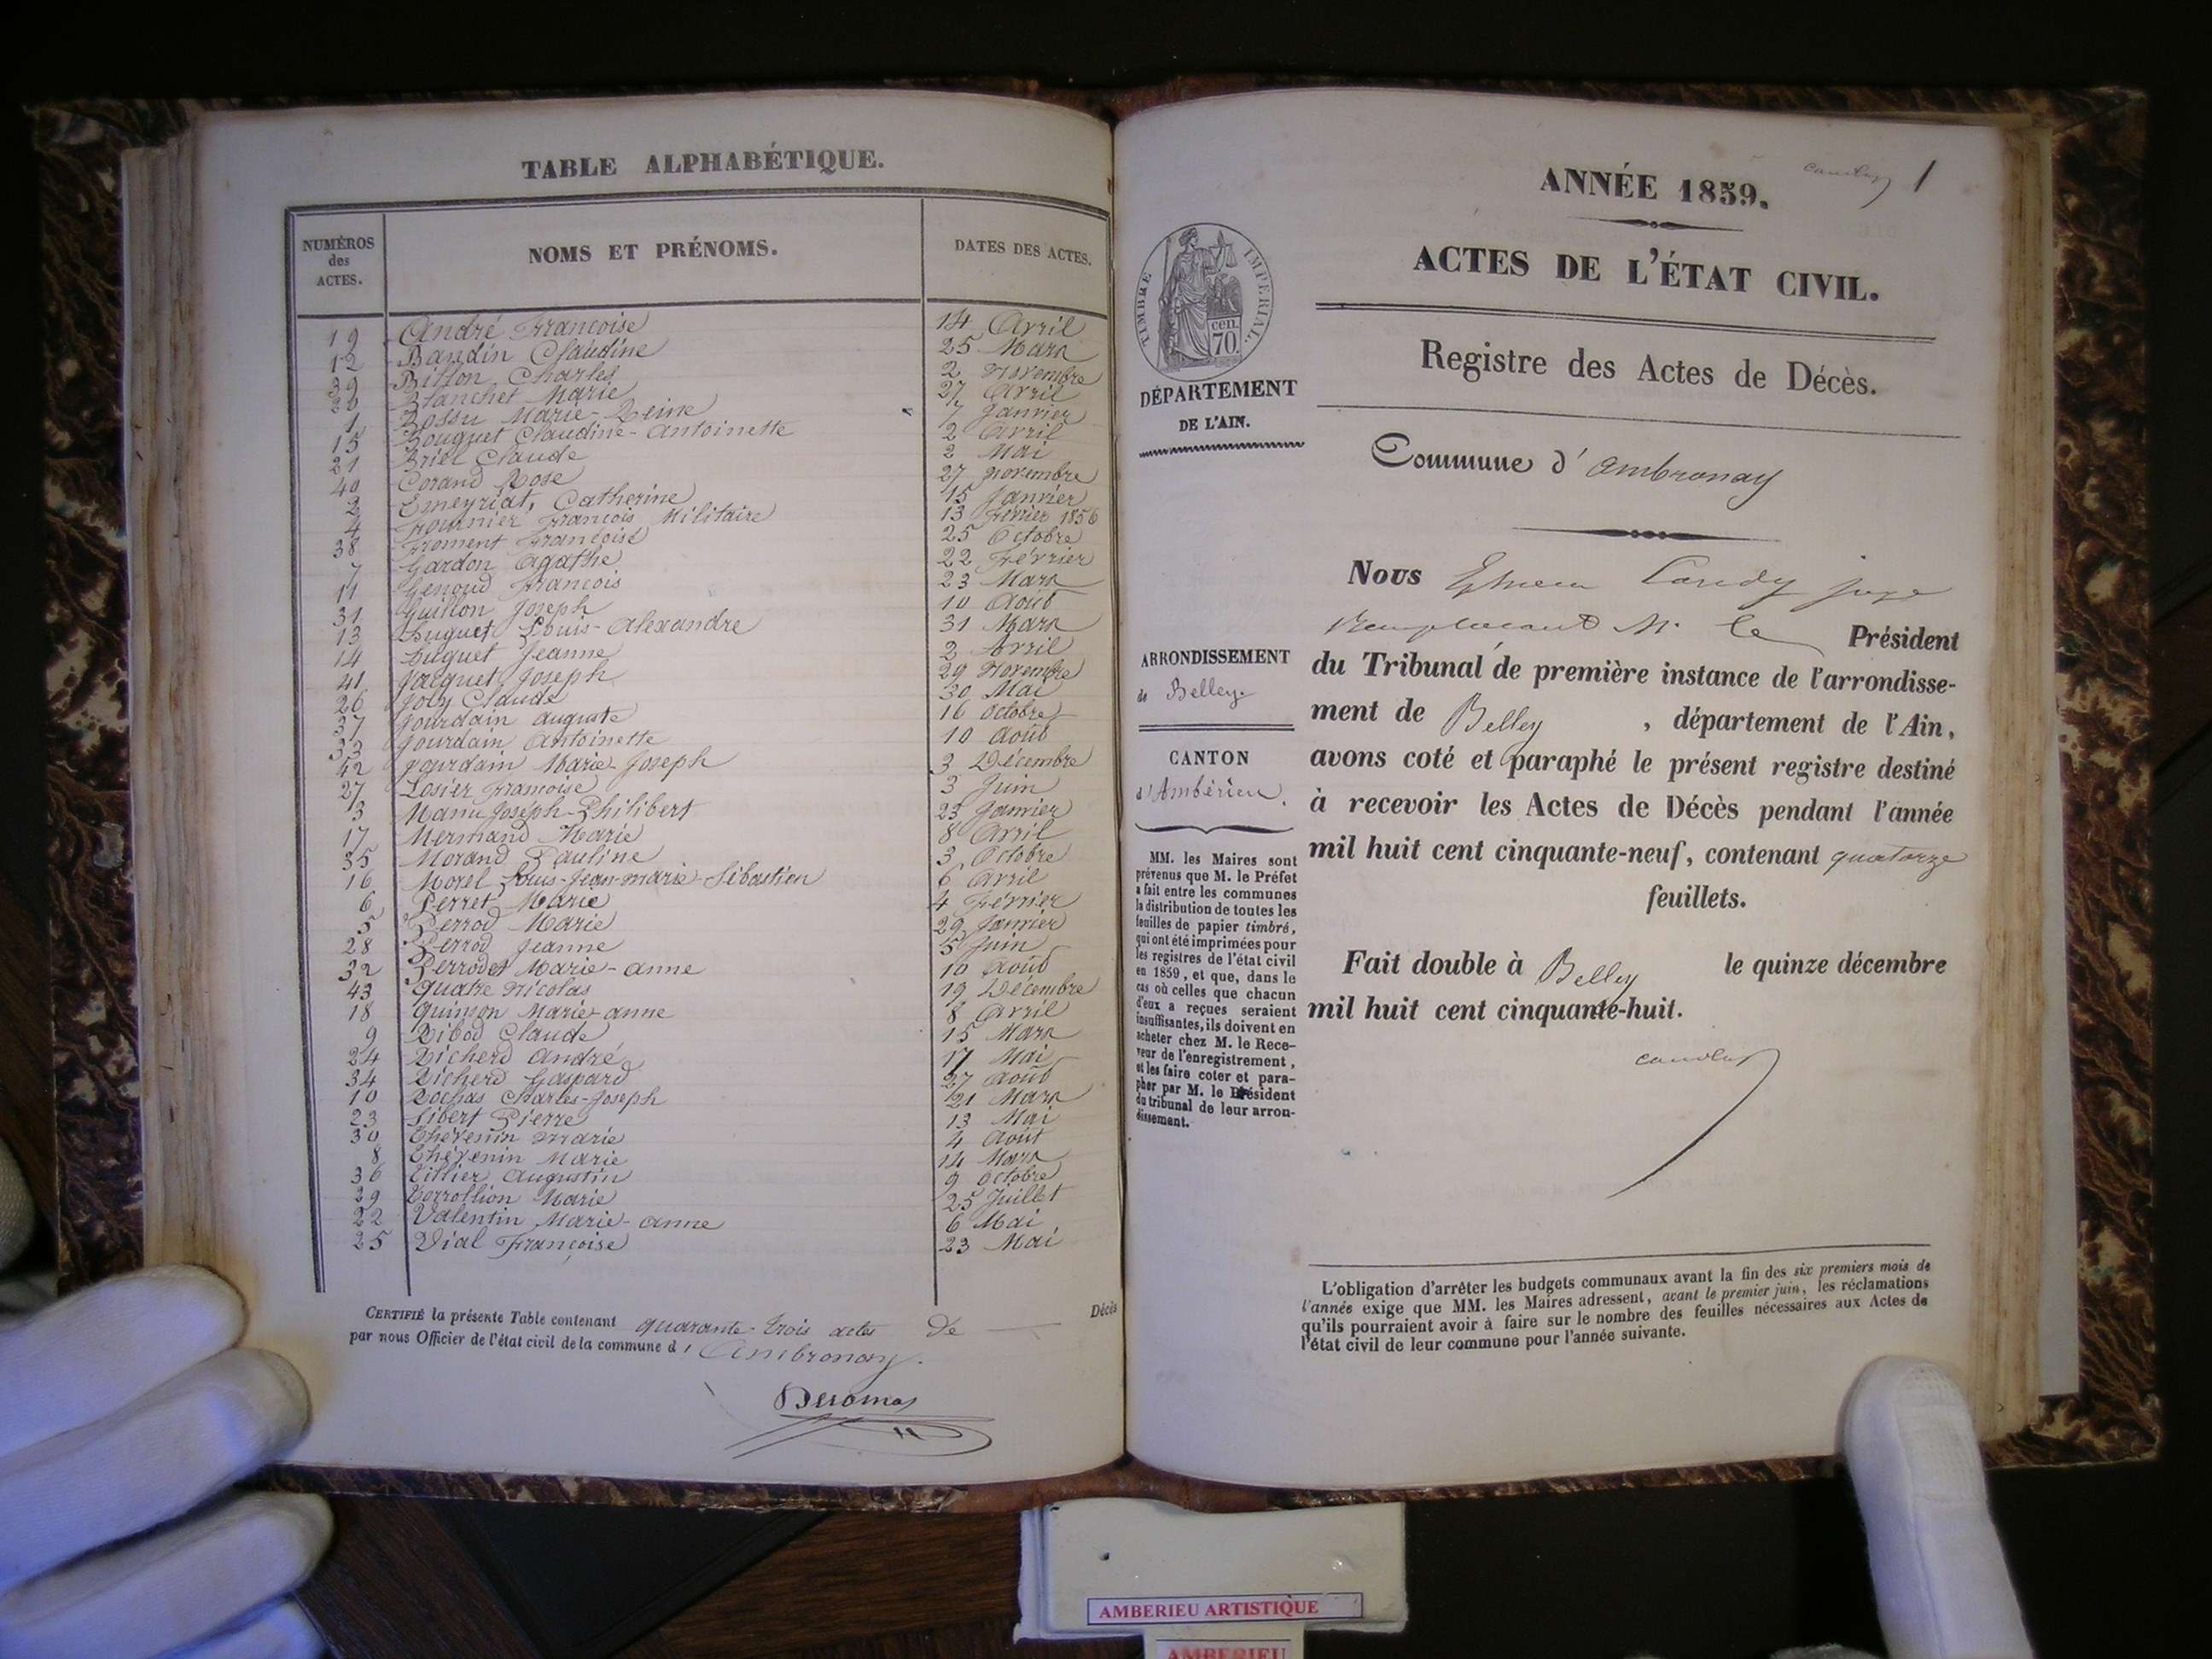 TABLE ALPHABÉTIQUE.
NUMÉROS des ACTES. NOMS ET PRÉNOMS. DATES DES ACTES.
19 André Françoise 14 Avril
12 Baudin Claudine 25 Mars
39 Billon Charles 2 Novembre
20 Blanchet Marie 27 Avril
1 Bossu Marie-Reine 7 Janvier
15 Bouquet Claudine-Antoinette 2 Avril
21 Briel Claude 2 Mai
40 Corand Rose 27 novembre
2 Emeyriat, Catherine 15 Janvier
4 Fournier François Militaire 13 Février 1856
38 Froment Françoise 25 Octobre
7 Gardon Agathe 22 Février
11 Genoud François 23 Mars
31 Guillon Joseph 10 Août
13 Huguet Louis-Alexandre 31 Mars
14 Huguet Jeanne 2 Avril
41 Jacquet Joseph 29 Novembre
26 Joly Claude 30 Mai
37 Jourdain auguste 16 octobre
33 Jourdain Antoinette 10 Août
42 Jourdain Marie-Joseph 3 Décembre
27 Losier Françoise 3 Juin
3 Manu Joseph-Philibert 23 Janvier
17 Mermand Marie 8 Avril
35 Morand Pauline 3 Octobre
16 Morel Louis-Jean-marie-Sébastien 6 Avril
6 Perret Marie 4 Février
5 Perrod Marie 29 Janvier
28 Perrod Jeanne 5 Juin
32 Perrodet Marie-anne 10 Août
43 Quatre Nicolas 19 Décembre
18 Quinson Marie-anne 8 Avril
9 Ribod Claude 15 Mars
24 Richerd André 17 Mai
34 Richerd Gaspard 27 Août
10 Rochas Charles-Joseph 21 Mars
23 Sibert Pierre 13 Mai
30 Thévenin marie 4 Août
8 Thévenin Marie 14 Mars
36 Tillier Augustin 9 octobre
29 Torrollion Marie 25 Juillet
22 Valentin Marie-anne 6 Mai
25 Vial Françoise 23 Mai
CERTIFIÉ la présente Table contenant quarante-trois actes De Décès
par nous Officier de l'état civil de la commune d'Ambronay.
ANNÉE 1859. 1
ACTES DE L'ÉTAT CIVIL.
TIMBRE IMPÉRIAL.
cen. 70
DÉPARTEMENT
DE L'AIN.
Registre des Actes de Décès.
Commune d'ambronay
ARRONDISSEMENT
de Belley.
CANTON
d'Ambérieu.
MM. les Maires sont
prévenus que M. le Préfet
a fait entre les communes
la distribution de toutes les
feuilles de papier timbré,
qui ont été imprimées pour
les registres de l'état civil
en 1859, et que, dans le
cas où celles que chacun
d'eux a reçues seraient
insuffisantes, ils doivent en
acheter chez M. le Rece-
veur de l'enregistrement,
et les faire coter et para-
pher par M. le Président
du tribunal de leur arron-
dissement.
Nous juge
remplaçant M. le Président
du Tribunal de première instance de l'arrondisse-
ment de Belley, département de l'Ain,
avons coté et paraphé le présent registre destiné
à recevoir les Actes de Décès pendant l'année
mil huit cent cinquante-neuf, contenant quatorze
feuillets.
Fait double à Belley le quinze décembre
mil huit cent cinquante-huit.
L'obligation d'arrêter les budgets communaux avant la fin des six premiers mois de
l'année exige que MM. les Maires adressent, avant le premier juin, les réclamations
qu'ils pourraient avoir à faire sur le nombre des feuilles nécessaires aux Actes de
l'état civil de leur commune pour l'année suivante.
AMBERIEU ARTISTIQUE
AMBERIEU